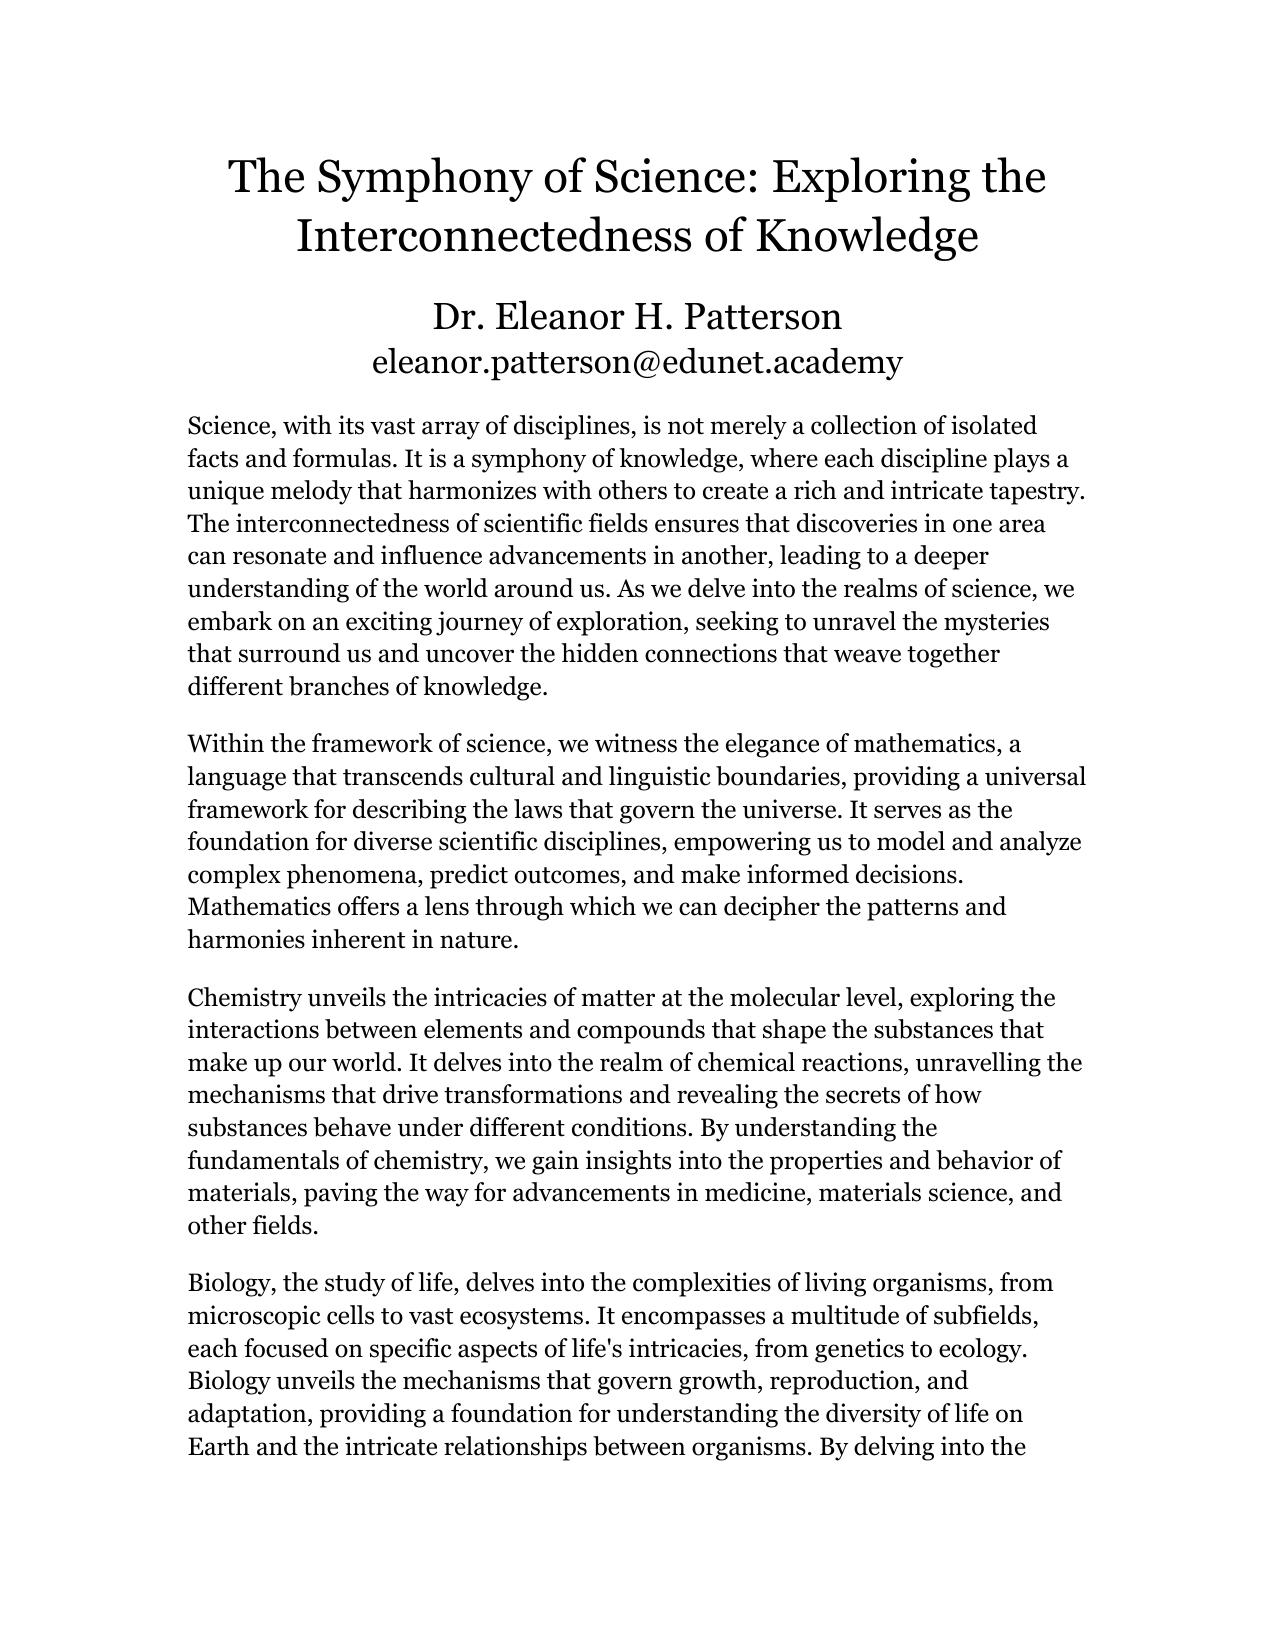 The Symphony of Science: Exploring the
Interconnectedness of Knowledge
Dr. Eleanor H. Patterson
eleanor.patterson@edunet.academy
Science, with its vast array of disciplines, is not merely a collection of isolated
facts and formulas. It is a symphony of knowledge, where each discipline plays a
unique melody that harmonizes with others to create a rich and intricate tapestry.
The interconnectedness of scientific fields ensures that discoveries in one area
can resonate and influence advancements in another, leading to a deeper
understanding of the world around us. As we delve into the realms of science, we
embark on an exciting journey of exploration, seeking to unravel the mysteries
that surround us and uncover the hidden connections that weave together
different branches of knowledge.
Within the framework of science, we witness the elegance of mathematics, a
language that transcends cultural and linguistic boundaries, providing a universal
framework for describing the laws that govern the universe. It serves as the
foundation for diverse scientific disciplines, empowering us to model and analyze
complex phenomena, predict outcomes, and make informed decisions.
Mathematics offers a lens through which we can decipher the patterns and
harmonies inherent in nature.
Chemistry unveils the intricacies of matter at the molecular level, exploring the
interactions between elements and compounds that shape the substances that
make up our world. It delves into the realm of chemical reactions, unravelling the
mechanisms that drive transformations and revealing the secrets of how
substances behave under different conditions. By understanding the
fundamentals of chemistry, we gain insights into the properties and behavior of
materials, paving the way for advancements in medicine, materials science, and
other fields.
Biology, the study of life, delves into the complexities of living organisms, from
microscopic cells to vast ecosystems. It encompasses a multitude of subfields,
each focused on specific aspects of life's intricacies, from genetics to ecology.
Biology unveils the mechanisms that govern growth, reproduction, and
adaptation, providing a foundation for understanding the diversity of life on
Earth and the intricate relationships between organisms. By delving into the